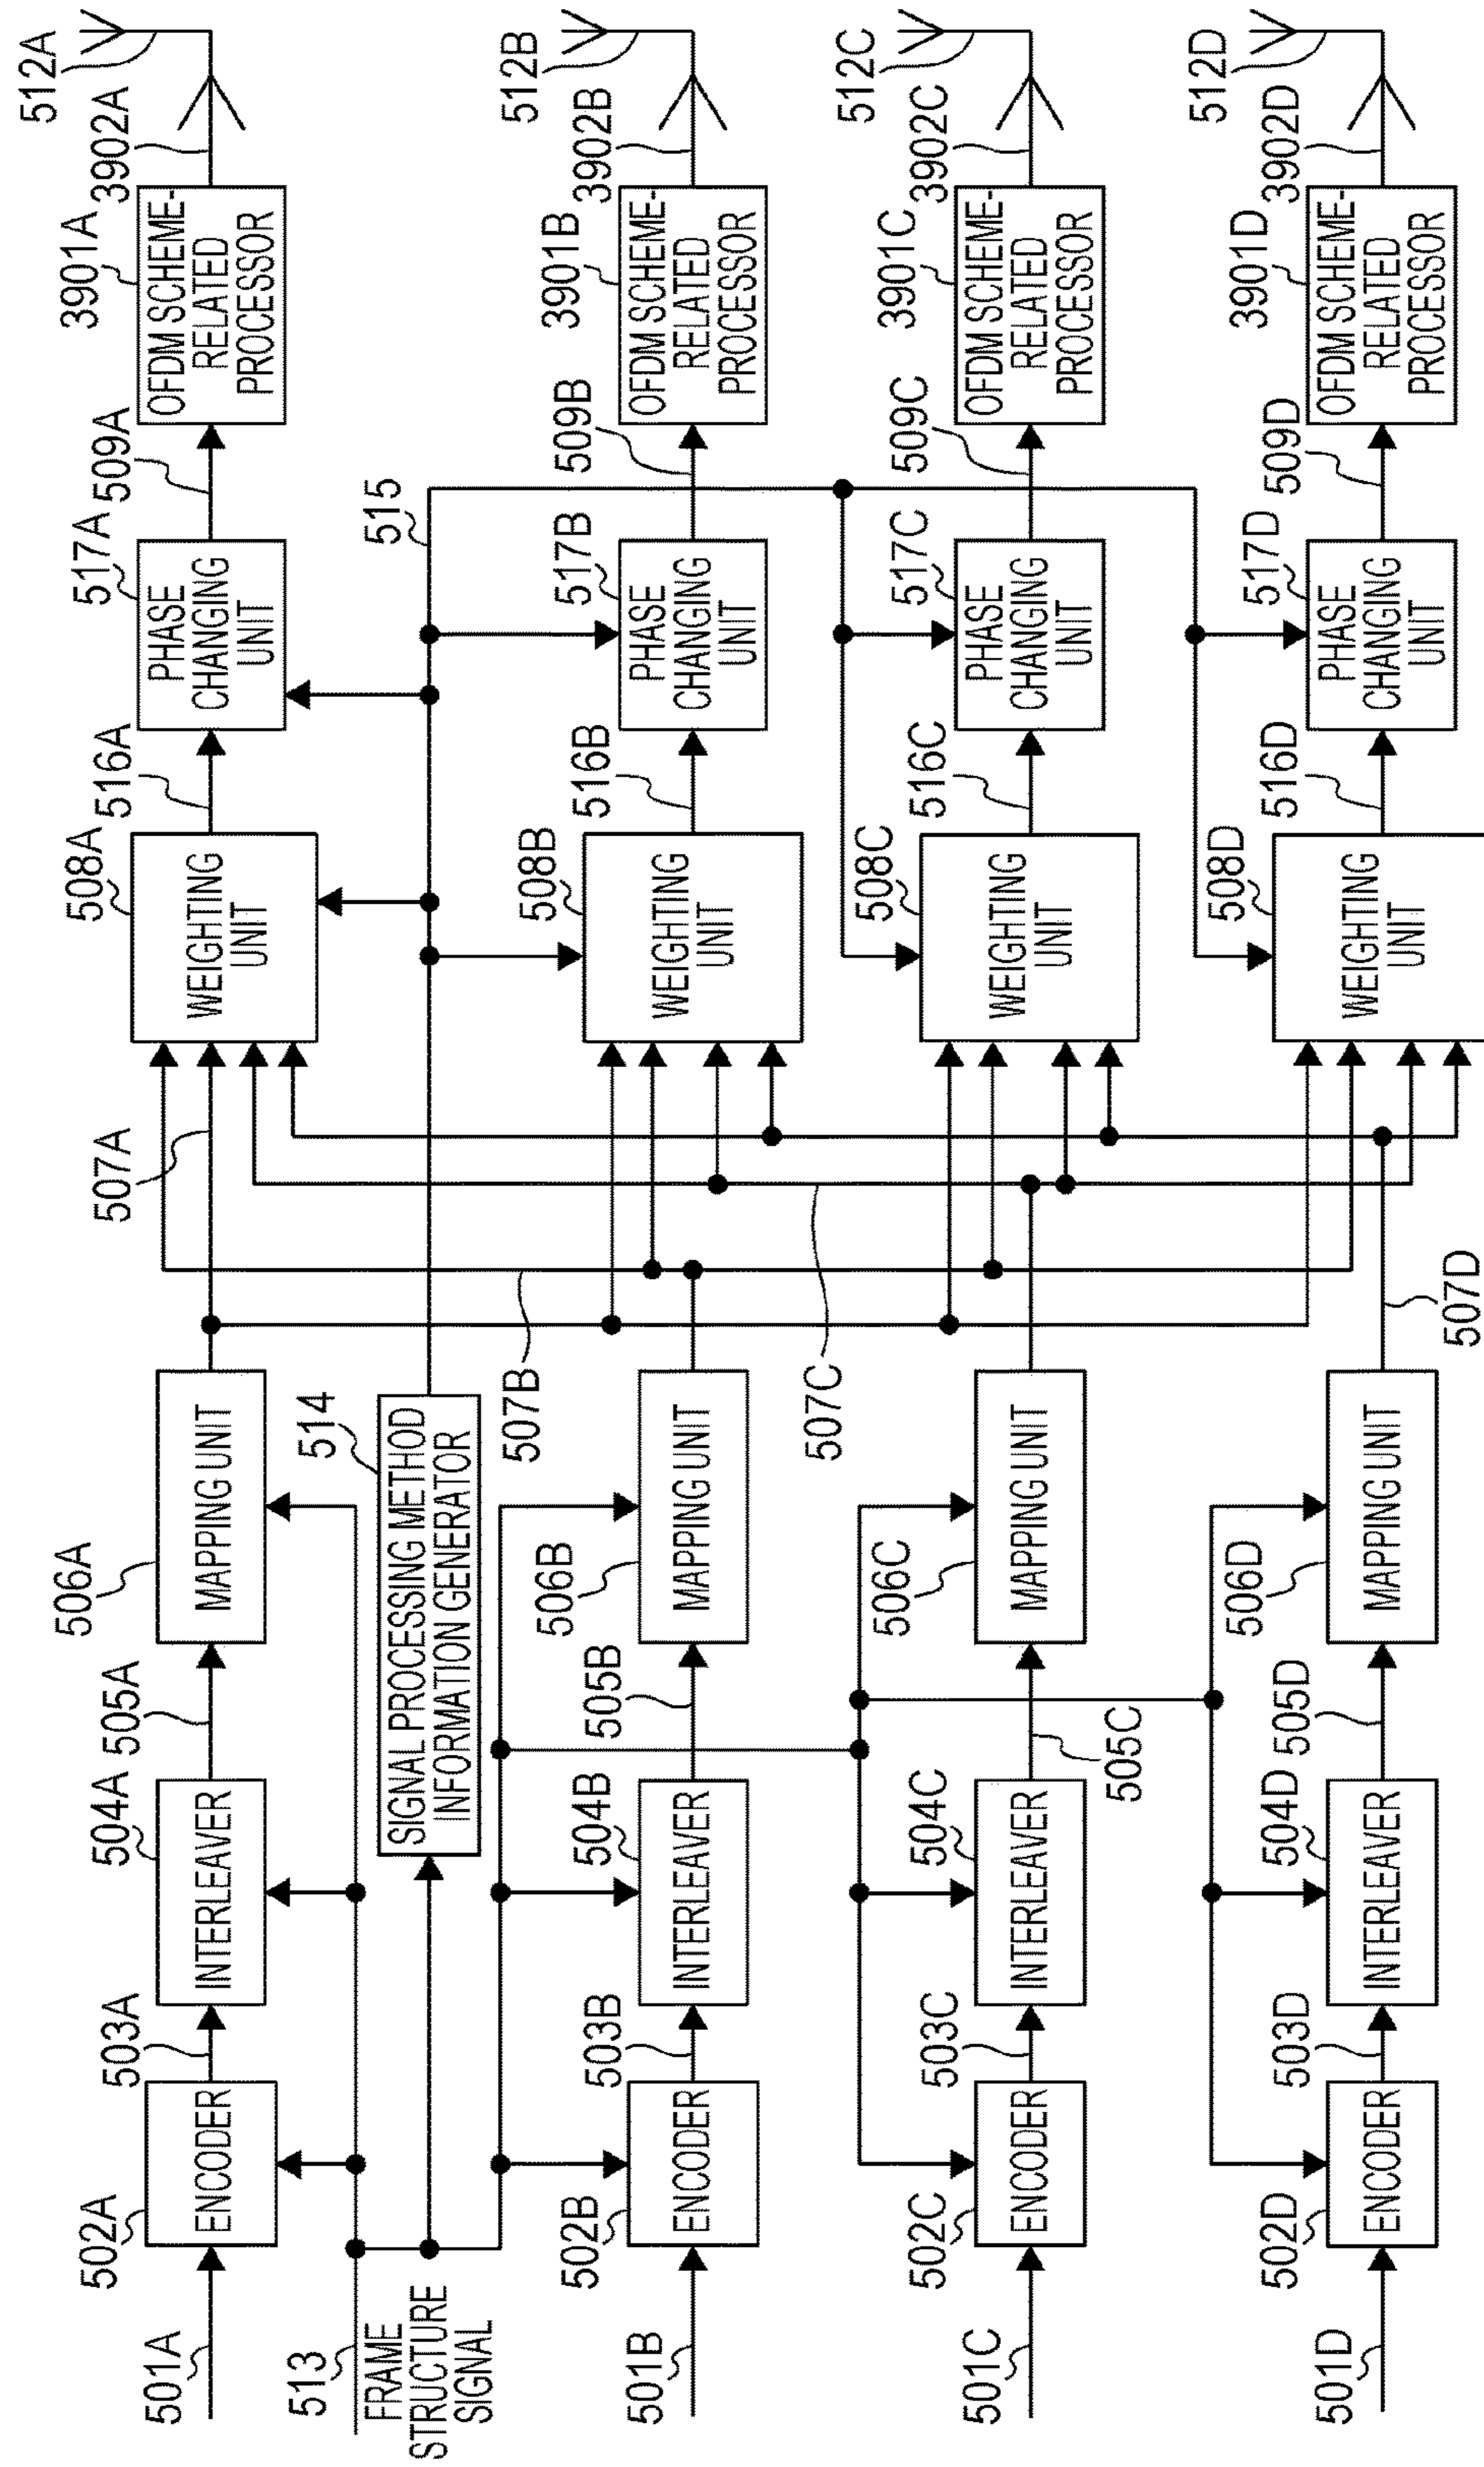 501A
502A
ENCODER
503A
504A
INTERLEAVER
505A
506A
MAPPING UNIT
507A
508A
WEIGHTING
UNIT
516A
517A
PHASE
CHANGING
UNIT
509A
3901A
OFDM SCHEME-
RELATED
PROCESSOR
3902A
512A
513
FRAME
STRUCTURE
SIGNAL
514
SIGNAL PROCESSING METHOD
INFORMATION GENERATOR
515
501B
502B
ENCODER
503B
504B
INTERLEAVER
505B
506B
MAPPING UNIT
507B
508B
WEIGHTING
UNIT
516B
517B
PHASE
CHANGING
UNIT
509B
3901B
OFDM SCHEME-
RELATED
PROCESSOR
3902B
512B
501C
502C
ENCODER
503C
504C
INTERLEAVER
505C
506C
MAPPING UNIT
507C
508C
WEIGHTING
UNIT
516C
517C
PHASE
CHANGING
UNIT
509C
3901C
OFDM SCHEME-
RELATED
PROCESSOR
3902C
512C
501D
502D
ENCODER
503D
504D
INTERLEAVER
505D
506D
MAPPING UNIT
507D
508D
WEIGHTING
UNIT
516D
517D
PHASE
CHANGING
UNIT
509D
3901D
OFDM SCHEME-
RELATED
PROCESSOR
3902D
512D